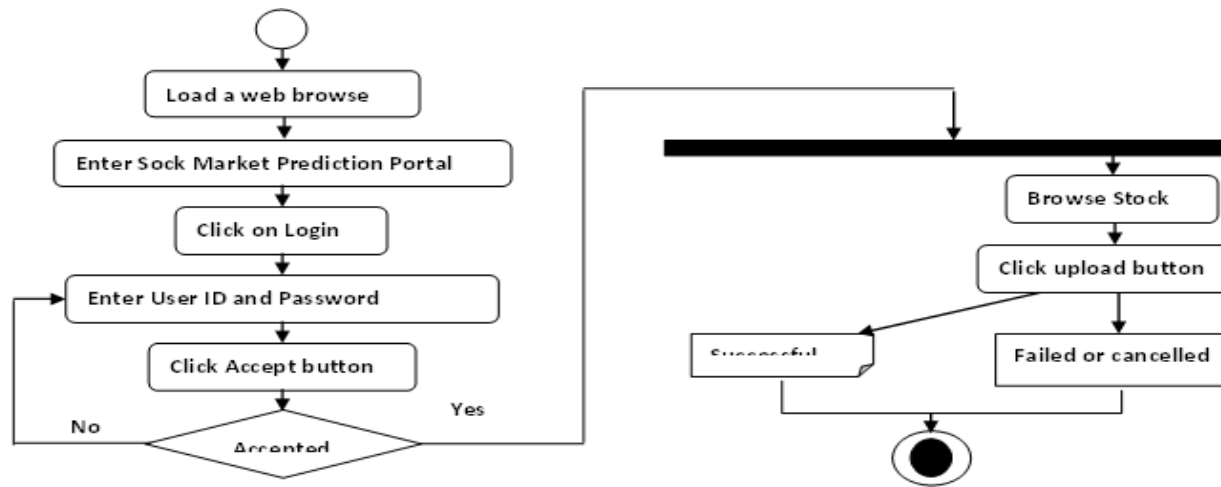 Load a web browse
Enter Sock Market Prediction Portal
Click on Login
Enter User ID and Password
Click Accept button
Accepted
No
Yes
Browse Stock
Click upload button
Successful
Failed or cancelled